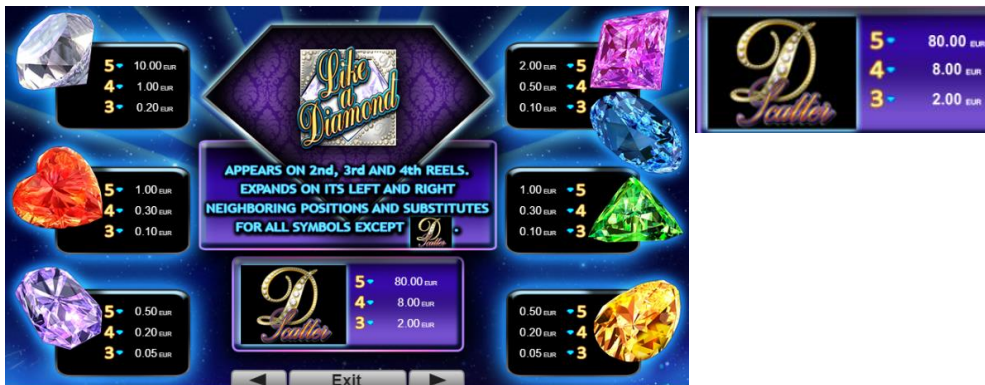 5 10.00 EUR
4 1.00 EUR
3 0.20 EUR
Like
a
Diamond
2.00 EUR 5
0.50 EUR 4
0.10 EUR 3
APPEARS ON 2nd, 3rd AND 4th REELS.
EXPANDS ON ITS LEFT AND RIGHT
NEIGHBORING POSITIONS AND SUBSTITUTES
FOR ALL SYMBOLS EXCEPT D Scatter .
5 1.00 EUR
4 0.30 EUR
3 0.10 EUR
1.00 EUR 5
0.30 EUR 4
0.10 EUR 3
5 0.50 EUR
4 0.20 EUR
3 0.05 EUR
D
Scatter
5 80.00 EUR
4 8.00 EUR
3 2.00 EUR
0.50 EUR 5
0.20 EUR 4
0.05 EUR 3
Exit
D
Scatter
5 80.00 EUR
4 8.00 EUR
3 2.00 EUR